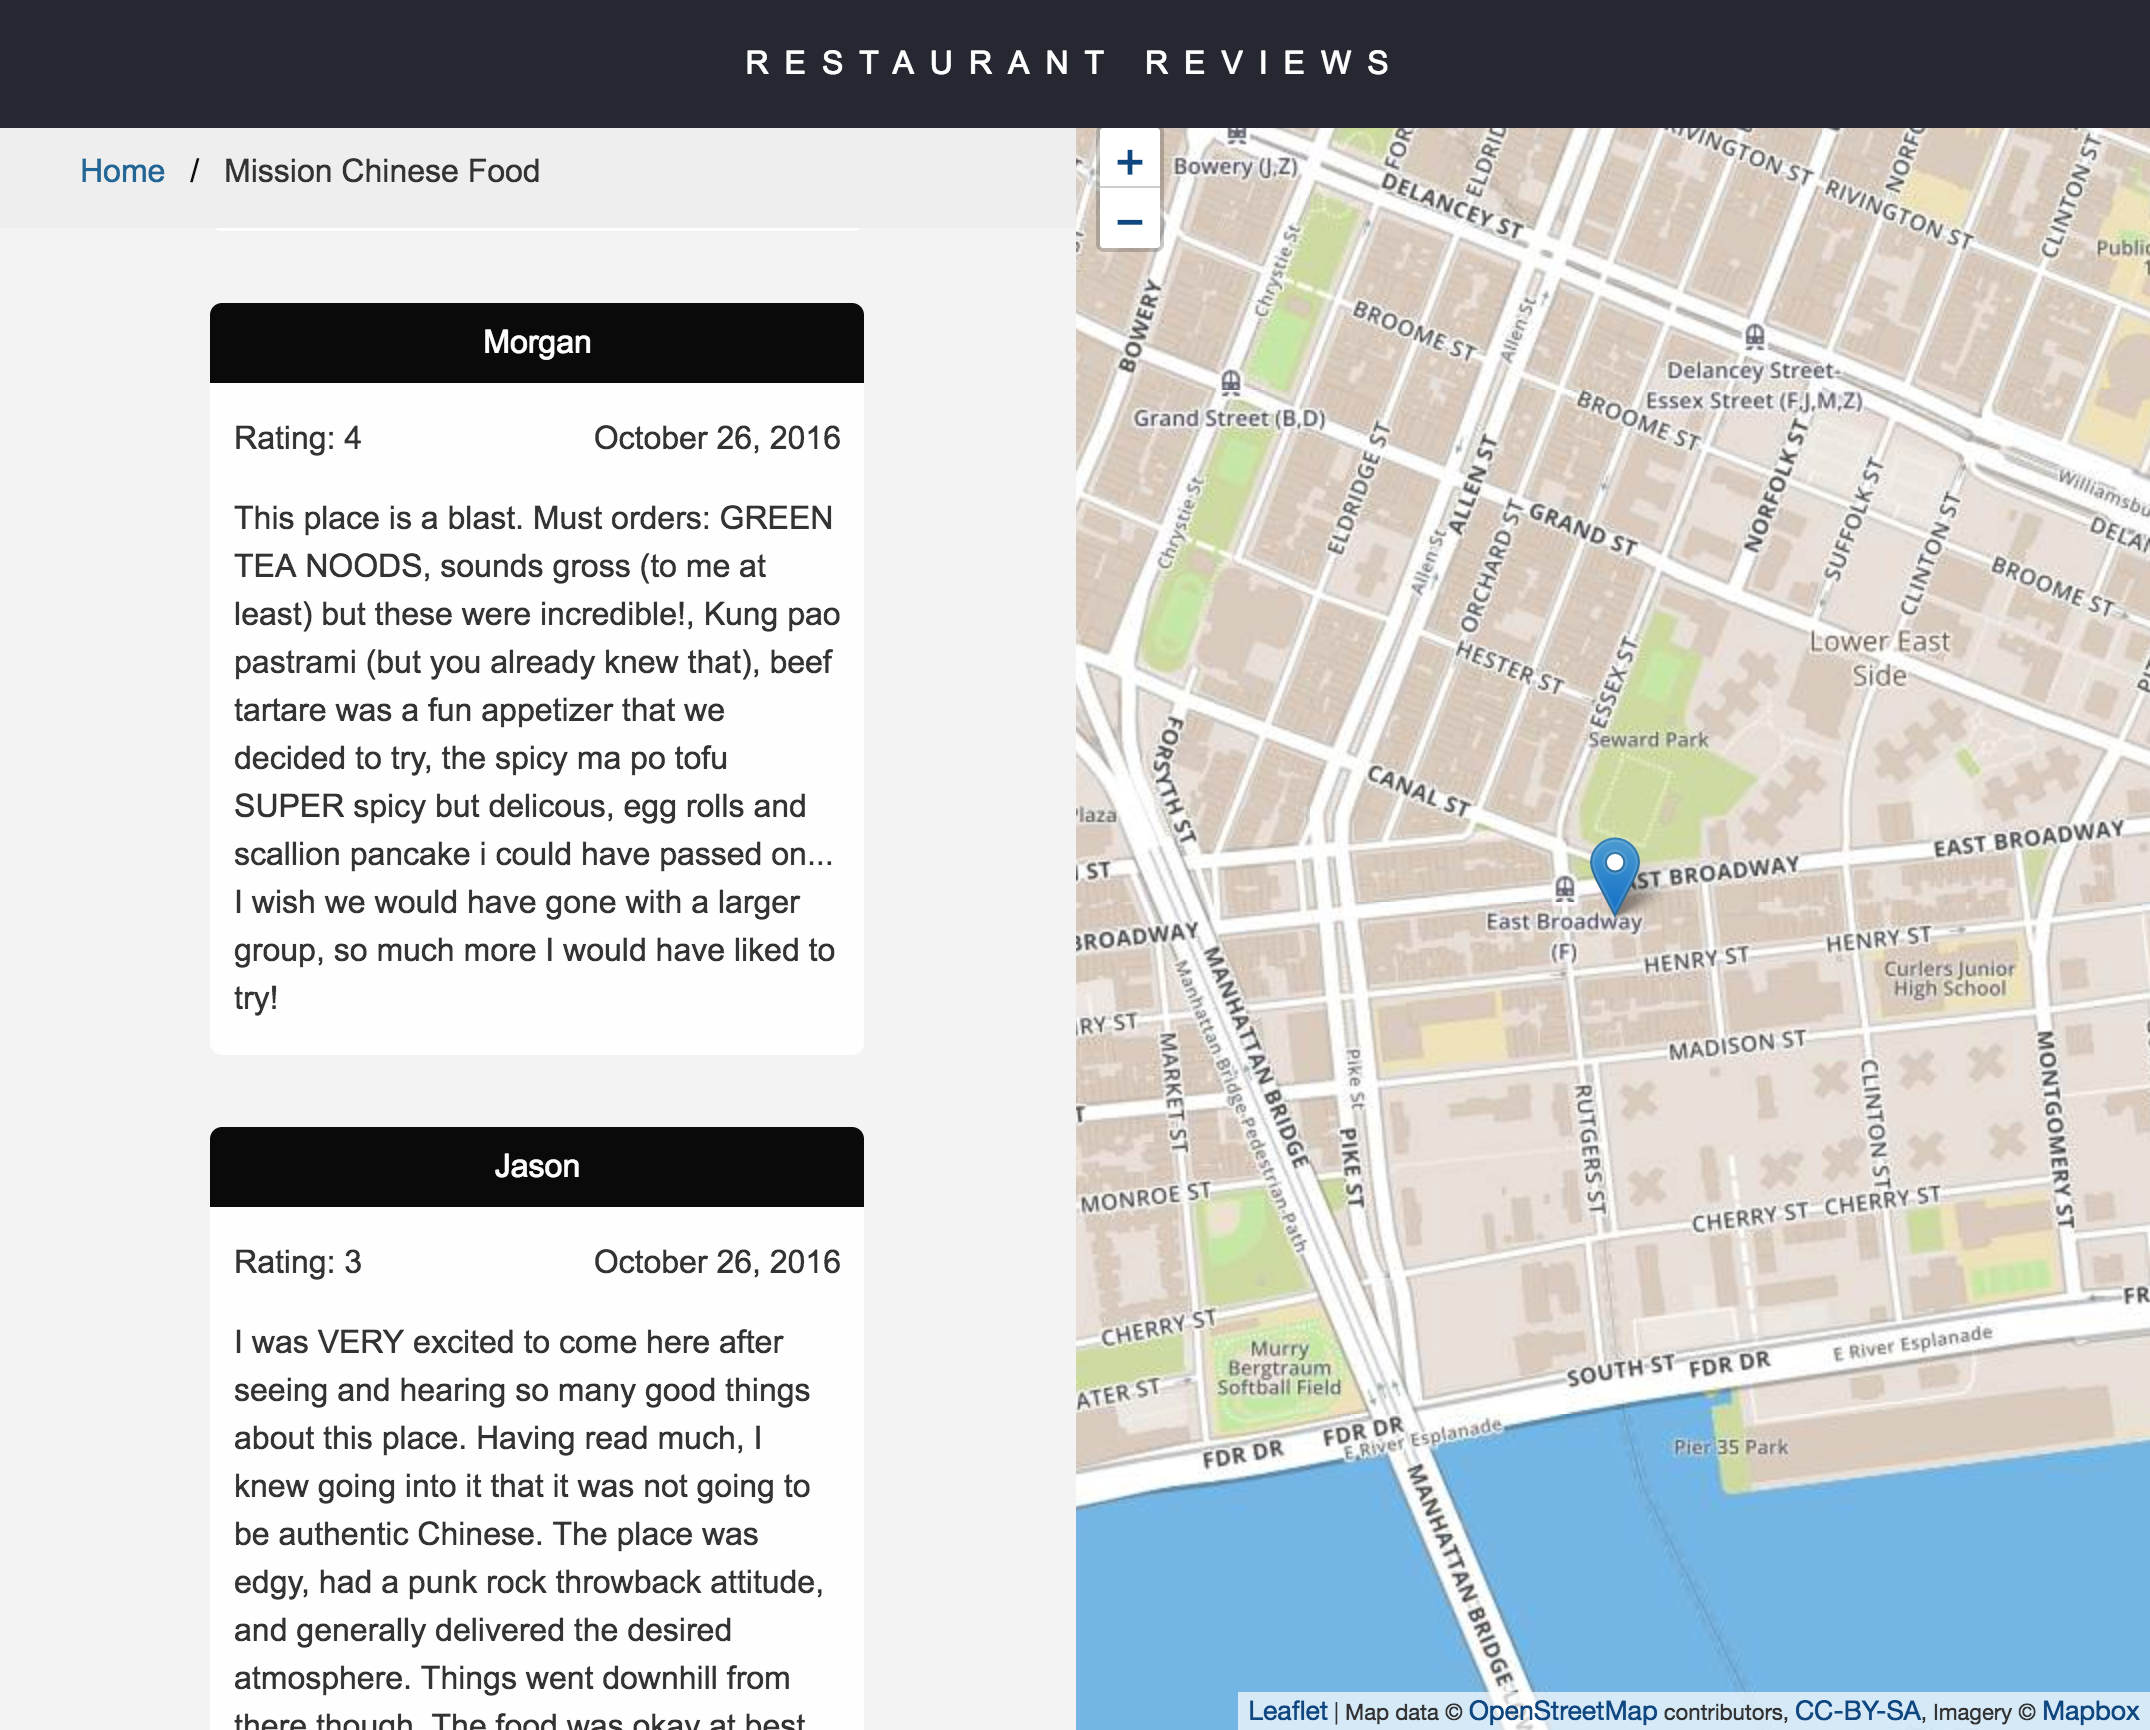 RESTAURANT REVIEWS
Home / Mission Chinese Food
Morgan
Rating: 4
October 26, 2016
This place is a blast. Must orders: GREEN
TEA NOODS, sounds gross (to me at
least) but these were incredible!, Kung pao
pastrami (but you already knew that), beef
tartare was a fun appetizer that we
decided to try, the spicy ma po tofu
SUPER spicy but delicous, egg rolls and
scallion pancake i could have passed on...
I wish we would have gone with a larger
group, so much more I would have liked to
try!
Jason
Rating: 3
October 26, 2016
I was VERY excited to come here after
seeing and hearing so many good things
about this place. Having read much, I
knew going into it that it was not going to
be authentic Chinese. The place was
edgy, had a punk rock throwback attitude,
and generally delivered the desired
atmosphere. Things went downhill from
there though. The food was okay at best
+
−
Bowery (J,Z)
DELANCEY ST
RIVINGTON ST
CLINTON ST
Chrystie St
BOWERY
BROOME ST
Allen St
Delancey Street-
Essex Street (F,J,M,Z)
Grand Street (B,D)
BROOME ST
ELDRIDGE ST
ALLEN ST
NORFOLK ST
SUFFOLK ST
CLINTON ST
Chrystie St
Allen St
ORCHARD ST
GRAND ST
BROOME ST
Lower East
Side
HESTER ST
ESSEX ST
Seward Park
FORSYTH ST
CANAL ST
EAST BROADWAY
East Broadway
(F)
HENRY ST
HENRY ST
Curlers Junior
High School
MANHATTAN BRIDGE
Manhattan Bridge Pedestrian Path
MARKET ST
Pike St
PIKE ST
MADISON ST
RUTGERS ST
CLINTON ST
MONTGOMERY ST
MONROE ST
CHERRY ST
CHERRY ST
CHERRY ST
Murry
Bergtraum
Softball Field
SOUTH ST
FDR DR
E River Esplanade
FDR DR
FDR DR
E River Esplanade
Pier 35 Park
MANHATTAN BRIDGE
Leaflet | Map data © OpenStreetMap contributors, CC-BY-SA, Imagery © Mapbox